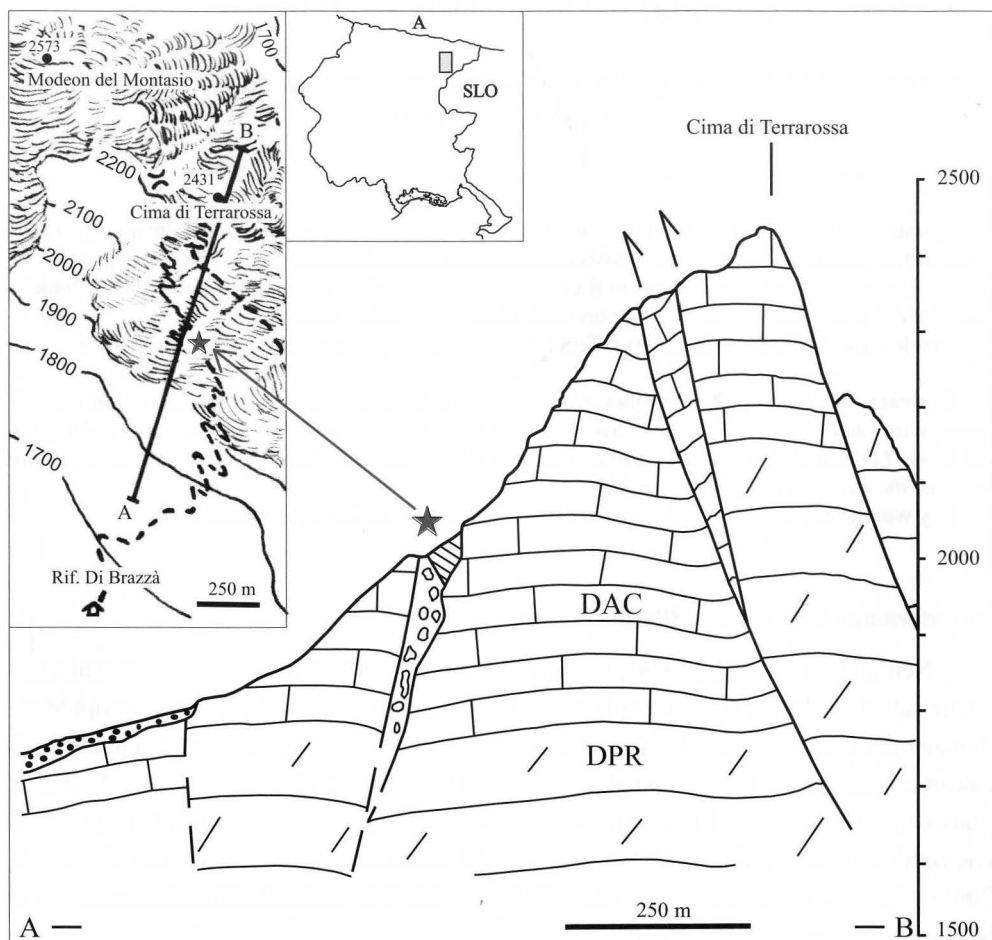 2573
Modeon del Montasio
1700
B
2200
2431
2100
Cima di Terrarossa
2000
1900
1800
1700
A
Rif. Di Brazzà
250 m
A
SLO
Cima di Terrarossa
2500
2000
DAC
DPR
250 m
A
B
1500